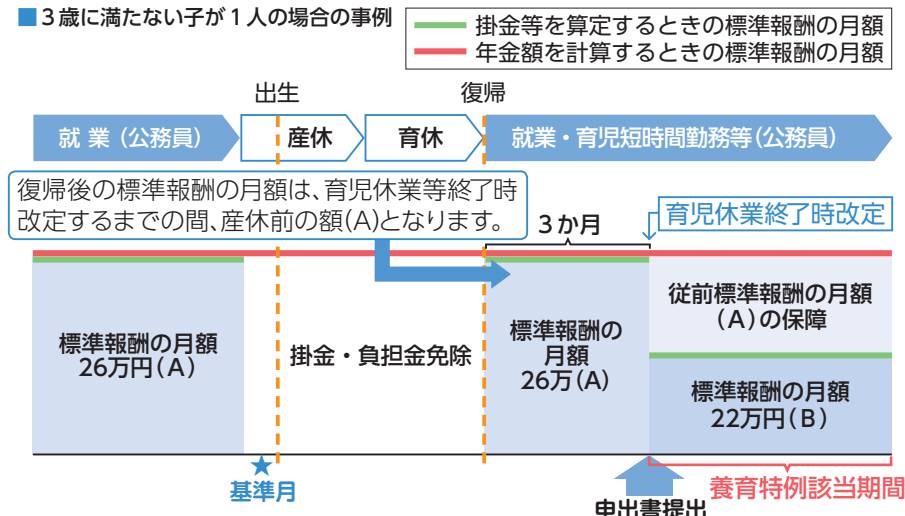 ■３歳に満たない子が１人の場合の事例
掛金等を算定するときの標準報酬の月額
年金額を計算するときの標準報酬の月額
出生
復帰
就業（公務員）
産休
育休
就業・育児短時間勤務等（公務員）
復帰後の標準報酬の月額は、育児休業等終了時
改定するまでの間、産休前の額（A）となります。
３か月
育児休業終了時改定
標準報酬の月額
26万円（A）
掛金・負担金免除
標準報酬の
月額
26万（A）
従前標準報酬の月額
（A）の保障
標準報酬の月額
22万円（B）
★
基準月
養育特例該当期間
申出書提出